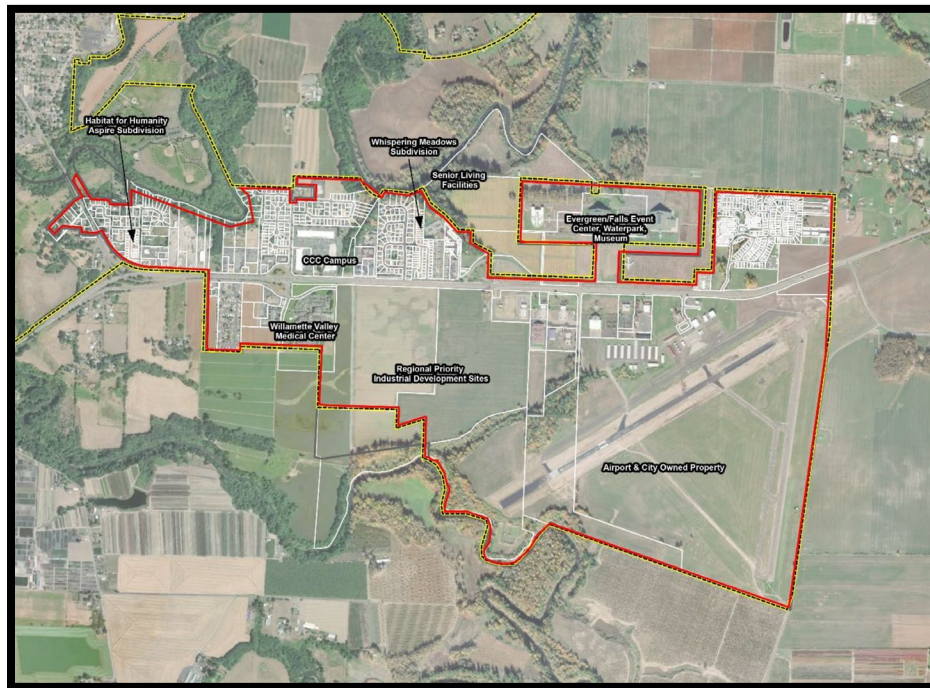 Habitat for Humanity
Aspire Subdivision
Whispering Meadows
Subdivision
Senior Living
Facilities
Evergreen/Falls Event
Center, Waterpark,
Museum
CCC Campus
Willamette Valley
Medical Center
Regional Priority
Industrial Development Sites
Airport & City Owned Property